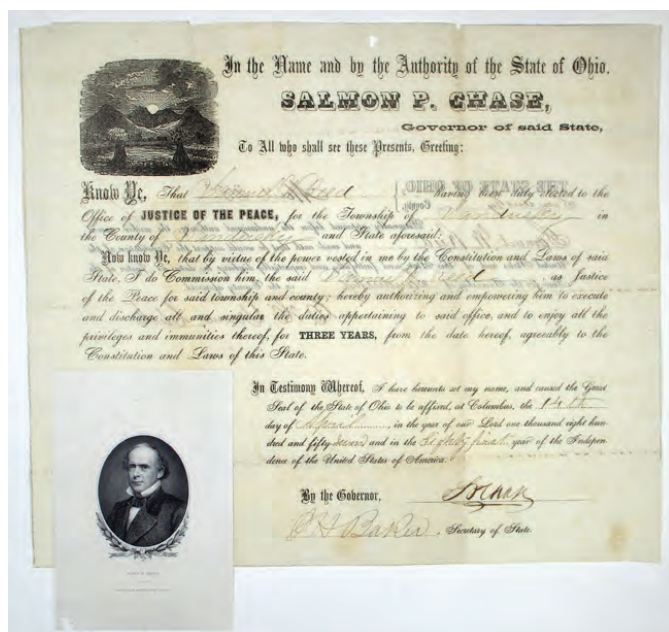 In the Name and by the Authority of the State of Ohio.
SALMON P. CHASE,
Governor of said State,
To All who shall see these Presents, Greeting:
Know Ye, That Reed having been duly elected to the
Office of JUSTICE OF THE PEACE, for the Township of in
the County of and State aforesaid:
Now know Ye, that by virtue of the power vested in me by the Constitution and Laws of said
State, I do Commission him, the said Reed as Justice
of the Peace for said township and county; hereby authorizing and empowering him to execute
and discharge all and singular the duties appertaining to said office, and to enjoy all the
privileges and immunities thereof, for THREE YEARS, from the date hereof, agreeably to the
Constitution and Laws of this State.
In Testimony Whereof, I have hereunto set my name, and caused the Great
Seal of the State of Ohio to be affixed, at Columbus, the 14th
day of April in the year of our Lord one thousand eight hun-
dred and fifty seven and in the Eighty first year of the Indepen-
dence of the United States of America.
By the Governor, S P Chase
Baker, Secretary of State.